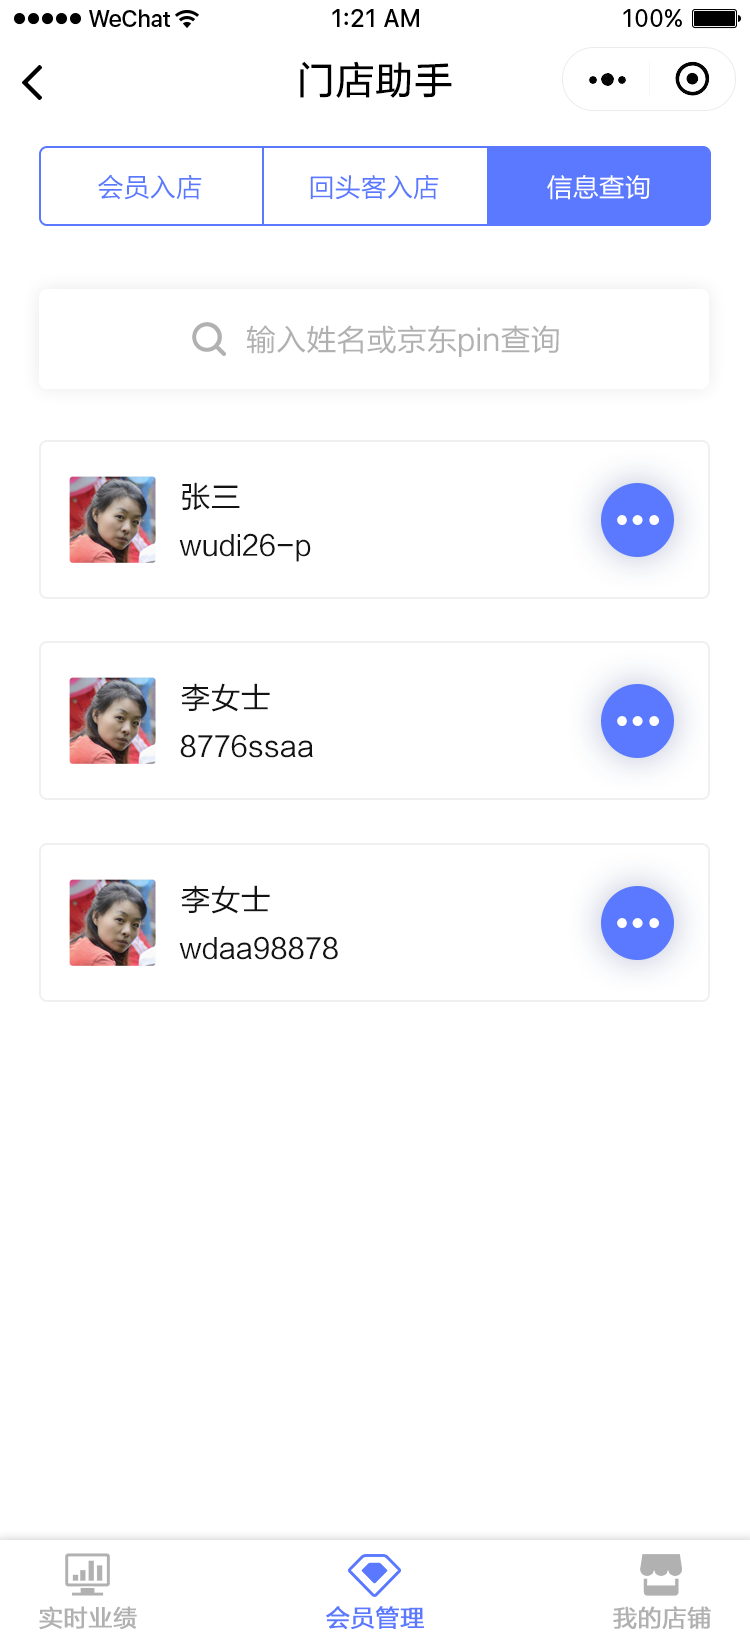 WeChat 1:21 AM 100%
门店助手
会员入店 回头客入店 信息查询
输入姓名或京东pin查询
张三
wudi26-p
李女士
8776ssaa
李女士
wdaa98878
实时业绩 会员管理 我的店铺